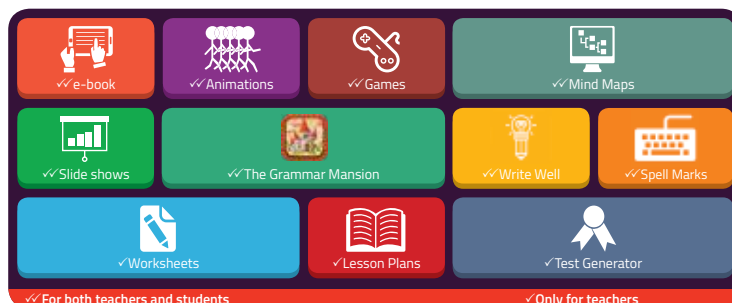 ✓✓e-book
✓✓Animations
✓✓Games
✓✓Mind Maps
✓✓Slide shows
✓✓The Grammar Mansion
✓✓Write Well
✓✓Spell Marks
✓Worksheets
✓Lesson Plans
✓Test Generator
✓✓For both teachers and students
✓Only for teachers